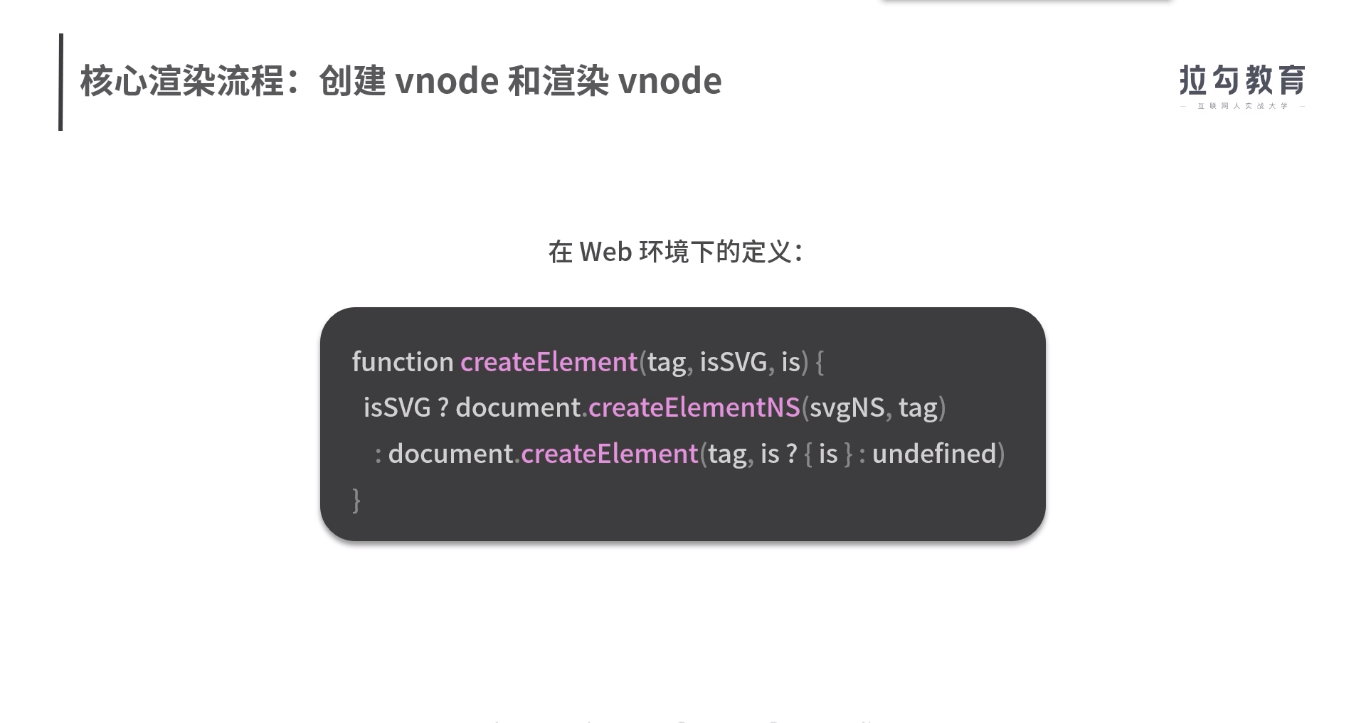 核心渲染流程：创建 vnode 和渲染 vnode
拉勾教育
— 互联网人实战大学 —
在 Web 环境下的定义：
function createElement(tag, isSVG, is) {
isSVG ? document.createElementNS(svgNS, tag)
: document.createElement(tag, is ? { is } : undefined)
}